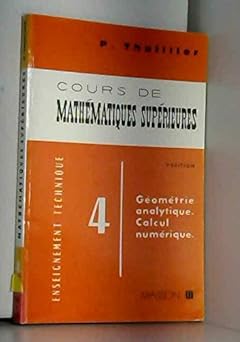 P. Thuillier
COURS DE
MATHÉMATIQUES SUPÉRIEURES
ENSEIGNEMENT TECHNIQUE
4
Géométrie
analytique.
Calcul
numérique.
MASSON
MATHÉMATIQUES SUPÉRIEURES